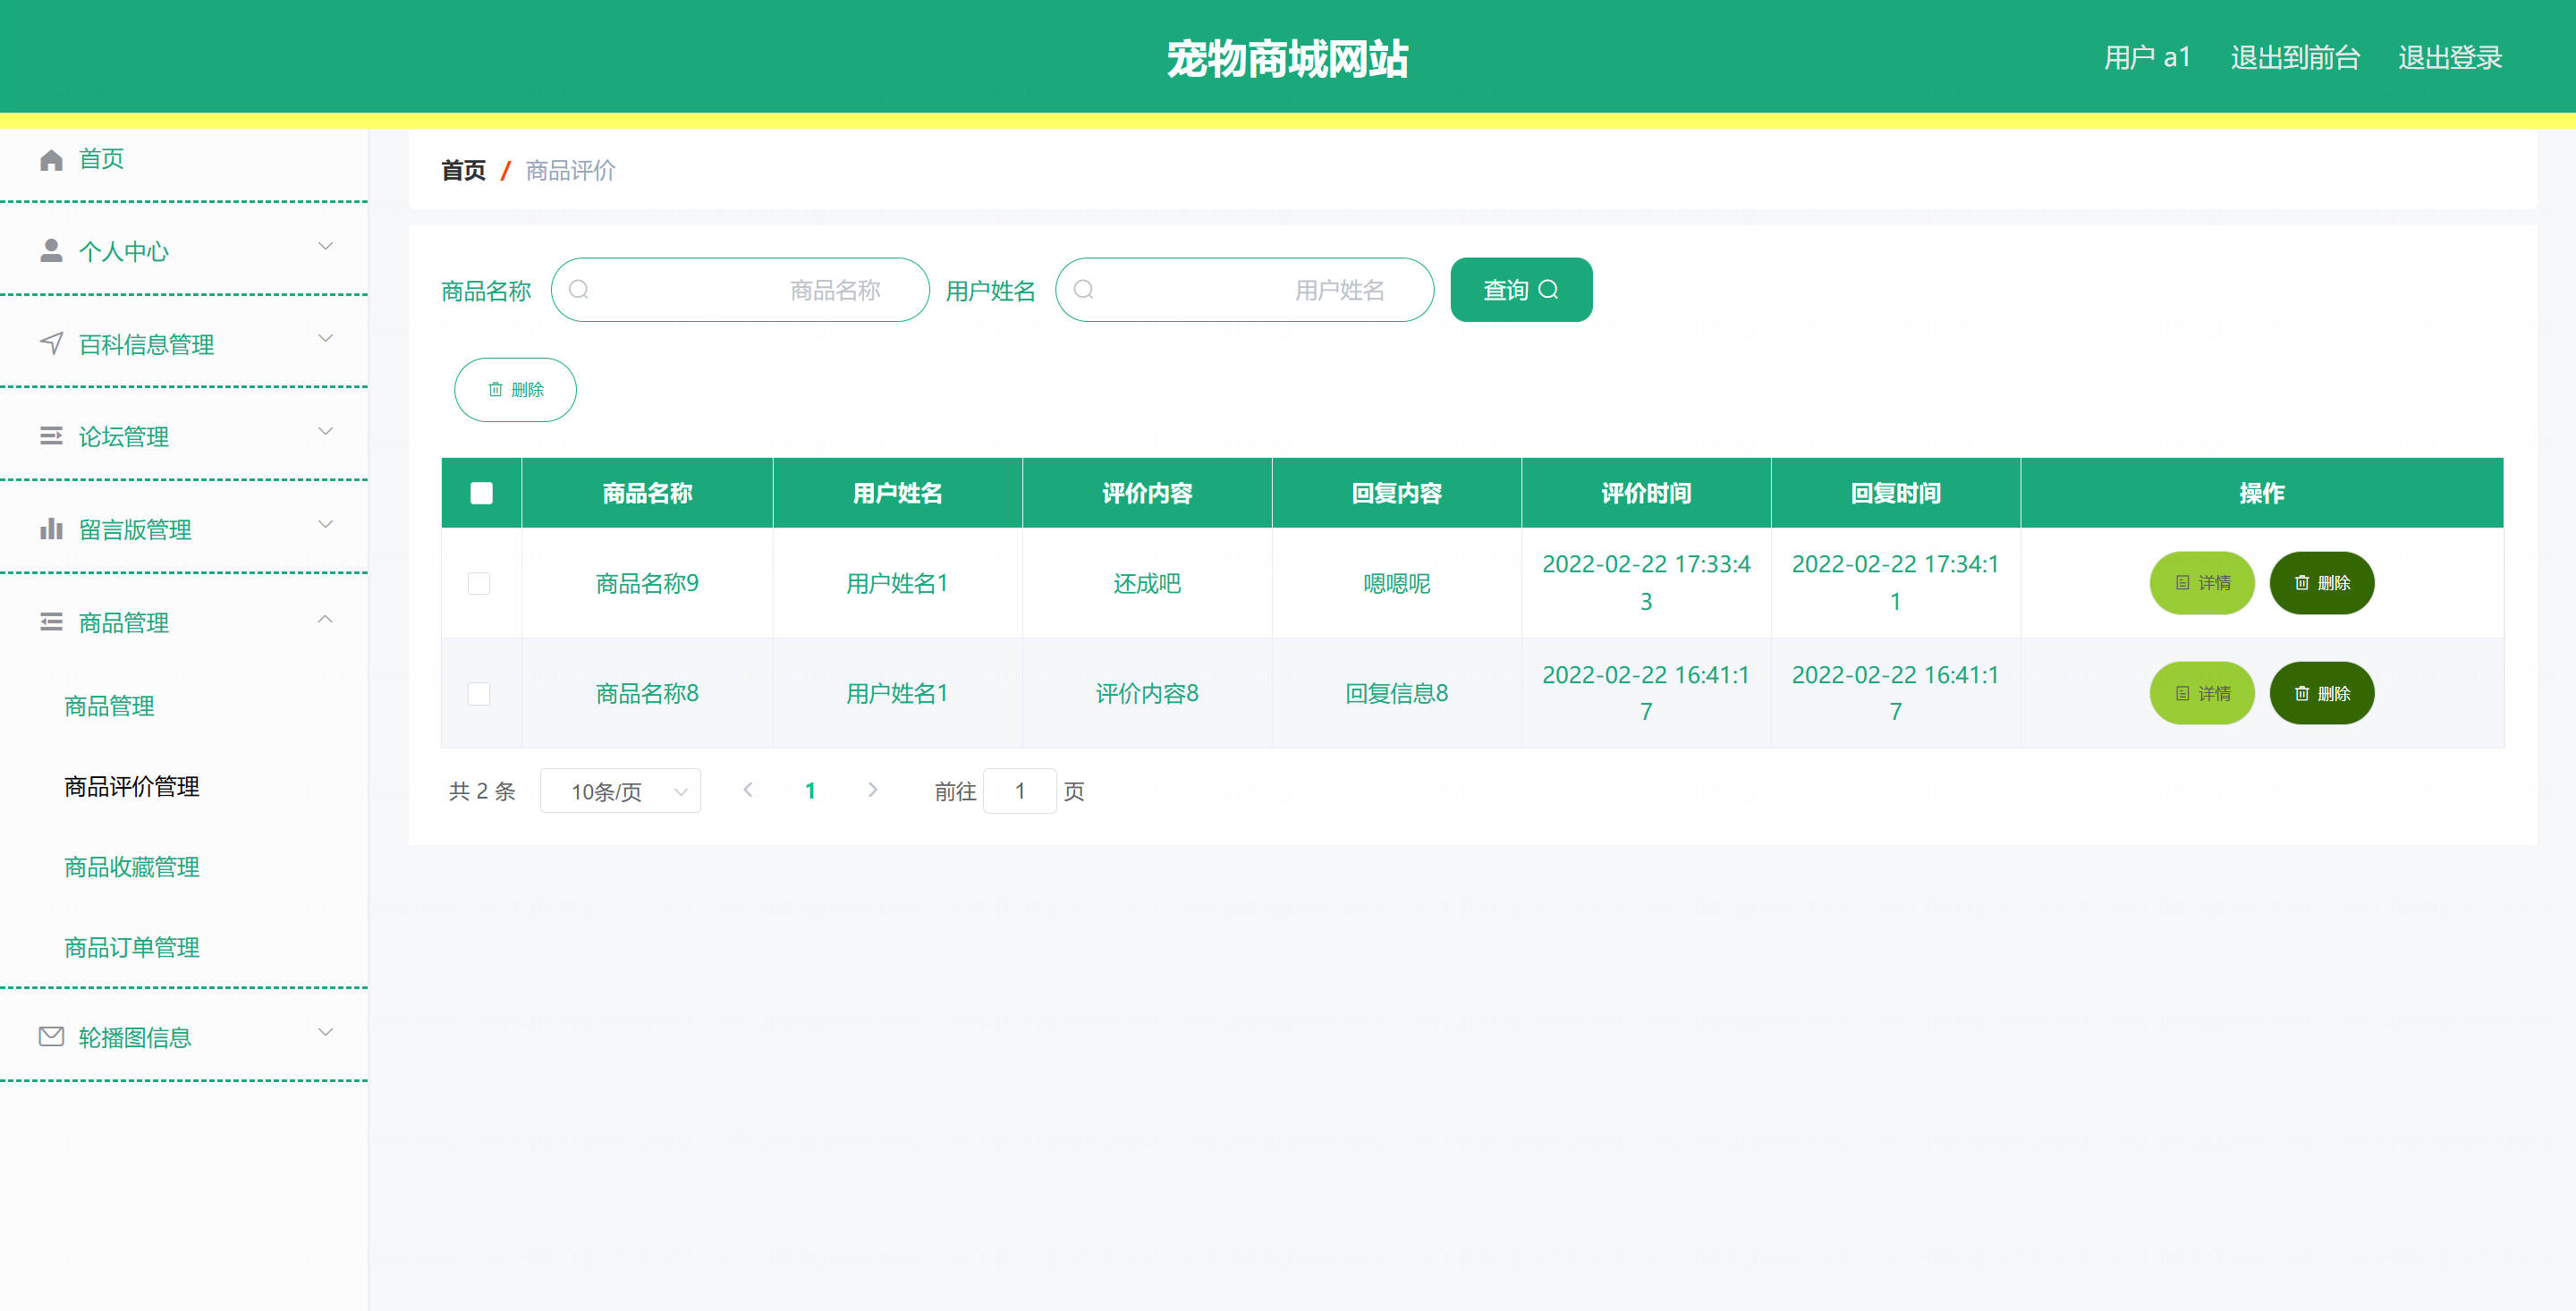 宠物商城网站
用户 a1 退出到前台 退出登录
首页
个人中心
百科信息管理
论坛管理
留言版管理
商品管理
商品管理
商品评价管理
商品收藏管理
商品订单管理
轮播图信息
首页 / 商品评价
商品名称 商品名称 用户姓名 用户姓名 查询
删除
商品名称 用户姓名 评价内容 回复内容 评价时间 回复时间 操作
商品名称9 用户姓名1 还成吧 嗯嗯呢 2022-02-22 17:33:43 2022-02-22 17:34:11 详情 删除
商品名称8 用户姓名1 评价内容8 回复信息8 2022-02-22 16:41:17 2022-02-22 16:41:17 详情 删除
共 2 条 10条/页 1 前往 1 页